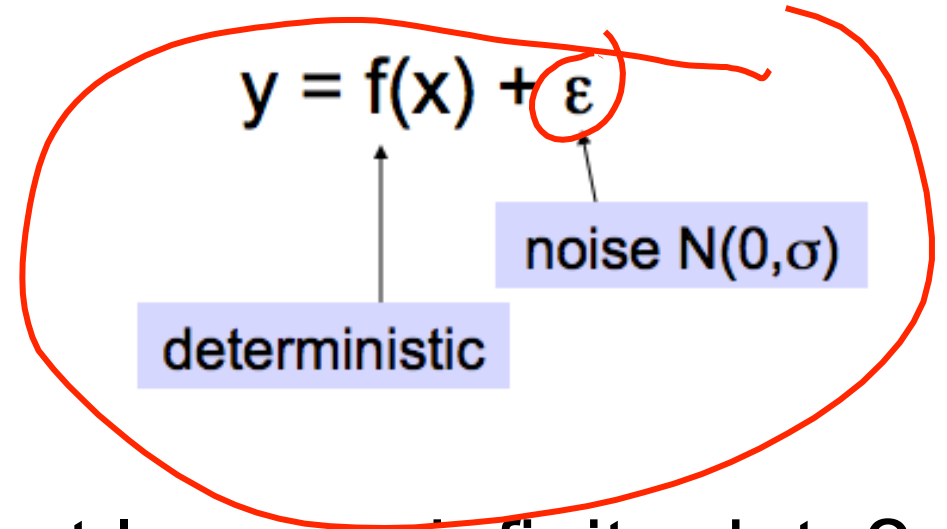 y = f(x) + ε
noise N(0,σ)
deterministic